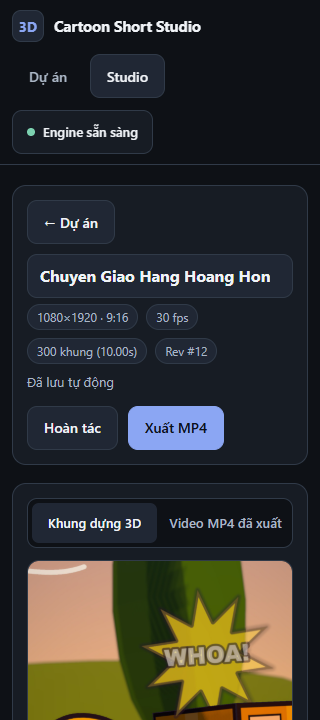 3D Cartoon Short Studio
Dự án Studio
Engine sẵn sàng
← Dự án
Chuyen Giao Hang Hoang Hon
1080×1920 · 9:16 30 fps
300 khung (10.00s) Rev #12
Đã lưu tự động
Hoàn tác Xuất MP4
Khung dựng 3D Video MP4 đã xuất
WHOA!